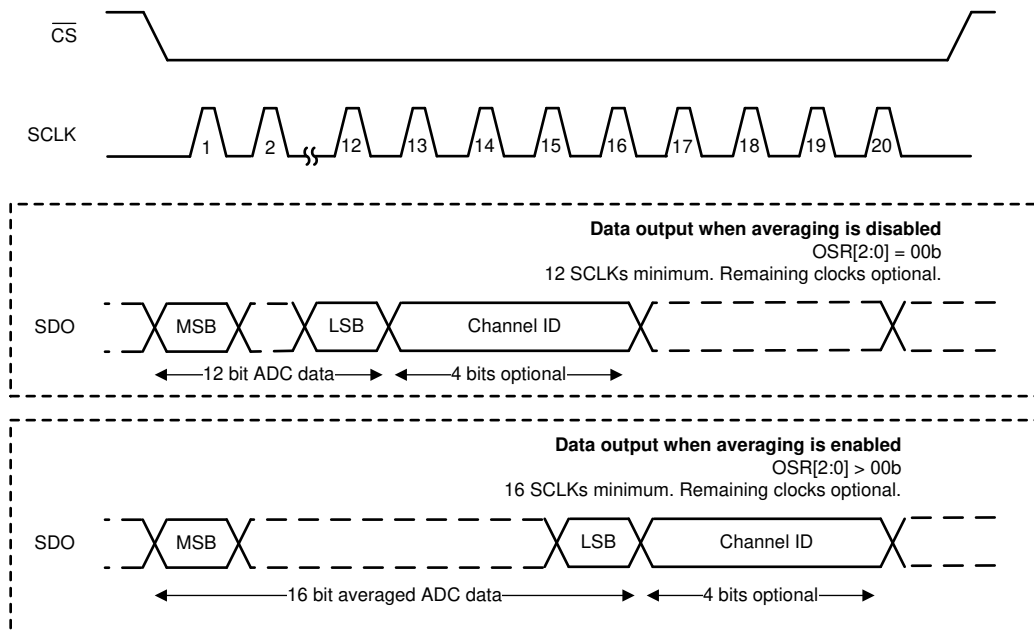 CS
SCLK
1 2 12 13 14 15 16 17 18 19 20
Data output when averaging is disabled
OSR[2:0] = 00b
12 SCLKs minimum. Remaining clocks optional.
SDO MSB LSB Channel ID
12 bit ADC data 4 bits optional
Data output when averaging is enabled
OSR[2:0] > 00b
16 SCLKs minimum. Remaining clocks optional.
SDO MSB LSB Channel ID
16 bit averaged ADC data 4 bits optional